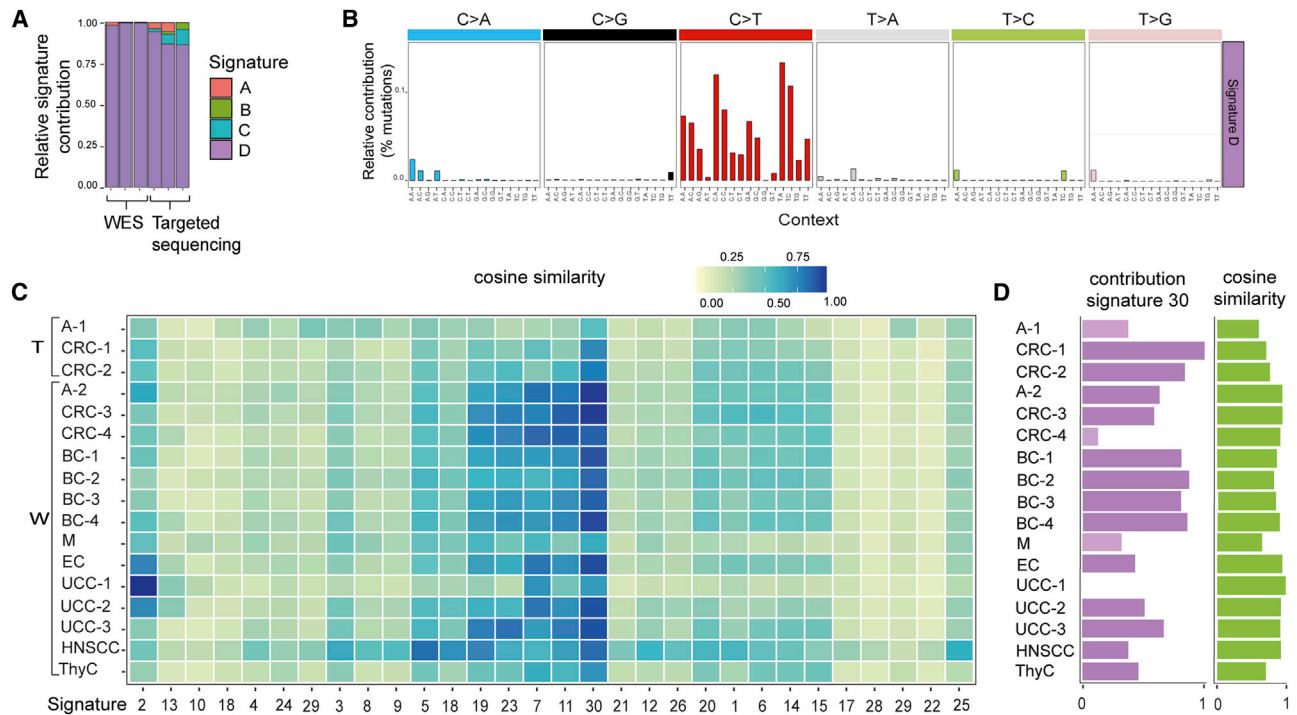 A
1.00
0.75
0.50
0.25
0.00
Relative signature
contribution
WES
Targeted
sequencing
Signature
A
B
C
D
B
C>A
C>G
C>T
T>A
T>C
T>G
Relative contribution
(% mutations)
0.1
0.0
Signature D
Context
C
cosine similarity
0.25
0.75
0.00
0.50
1.00
T
W
A-1
CRC-1
CRC-2
A-2
CRC-3
CRC-4
BC-1
BC-2
BC-3
BC-4
M
EC
UCC-1
UCC-2
UCC-3
HNSCC
ThyC
Signature 2 13 10 18 4 24 29 3 8 9 5 18 19 23 7 11 30 21 12 26 20 1 6 14 15 17 28 29 22 25
D
contribution
signature 30
cosine
similarity
A-1
CRC-1
CRC-2
A-2
CRC-3
CRC-4
BC-1
BC-2
BC-3
BC-4
M
EC
UCC-1
UCC-2
UCC-3
HNSCC
ThyC
0 1 0 1